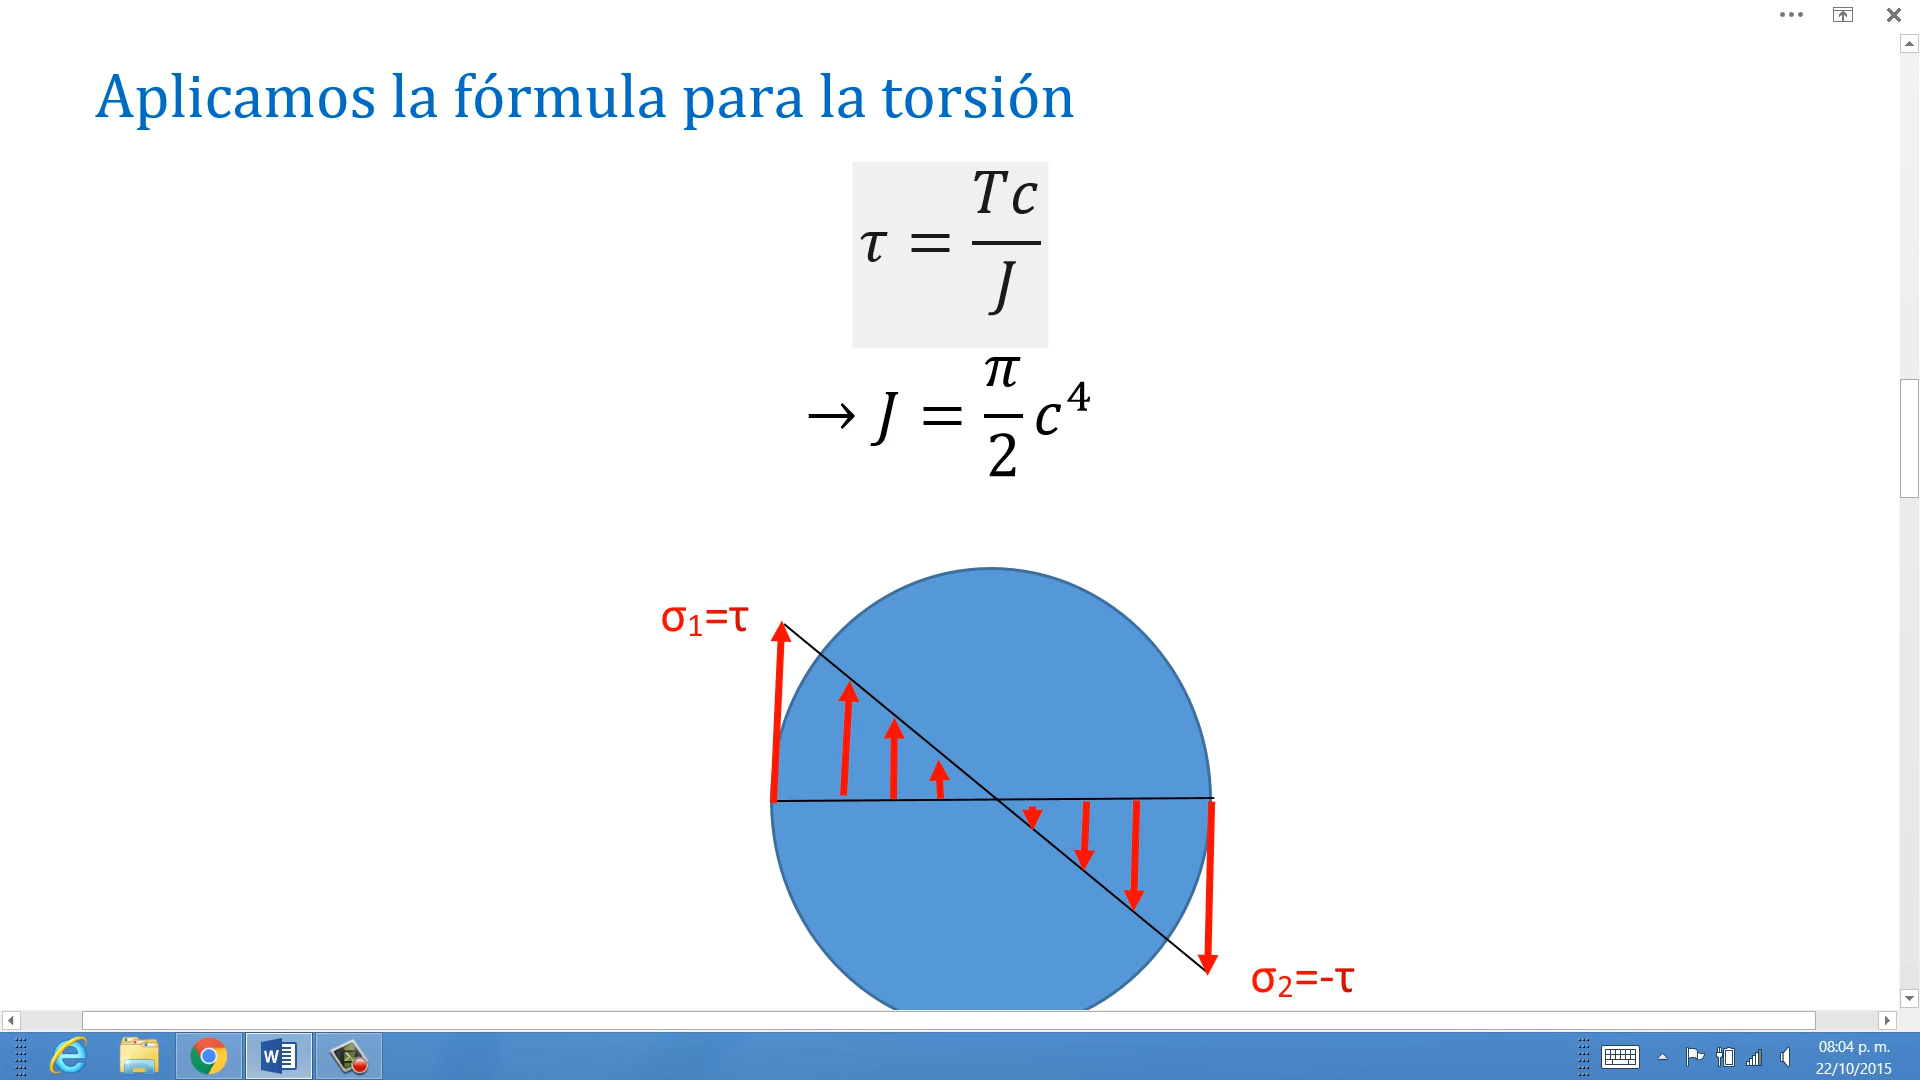 Aplicamos la fórmula para la torsión
τ = Tc/J
→ J = π/2 c⁴
σ₁=τ
σ₂=-τ
08:04 p. m.
22/10/2015